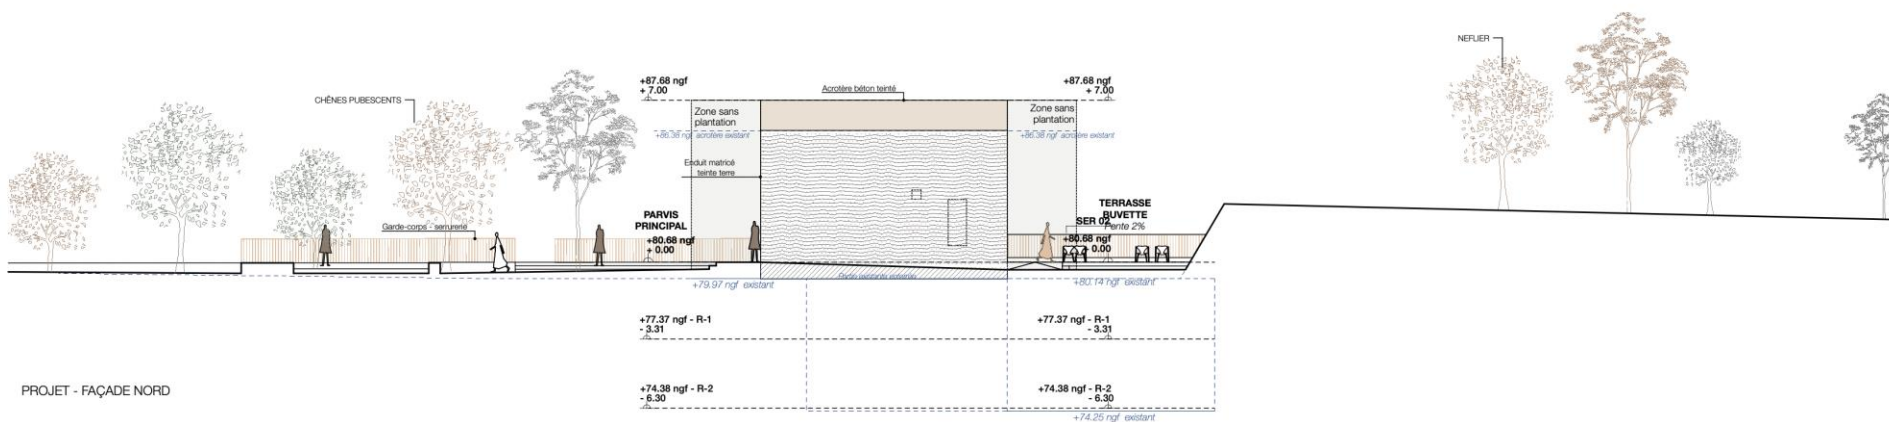 NEFLIER
+87.68 ngf
+ 7.00
+87.68 ngf
+ 7.00
Acrotère béton teinté
CHÊNES PUBESCENTS
Zone sans
plantation
Zone sans
plantation
+86.38 ngf acrotère existant
+86.38 ngf acrotère existant
Enduit matricé
teinte terre
PARVIS
PRINCIPAL
+80.68 ngf
+ 0.00
Garde-corps - serrurerie
TERRASSE
BUVETTE
Pente 2%
SER 02
+80.68 ngf
+ 0.00
Partie existante enterrée
+79.97 ngf existant
+80.14 ngf existant
+77.37 ngf - R-1
- 3.31
+77.37 ngf - R-1
- 3.31
PROJET - FAÇADE NORD
+74.38 ngf - R-2
- 6.30
+74.38 ngf - R-2
- 6.30
+74.25 ngf existant